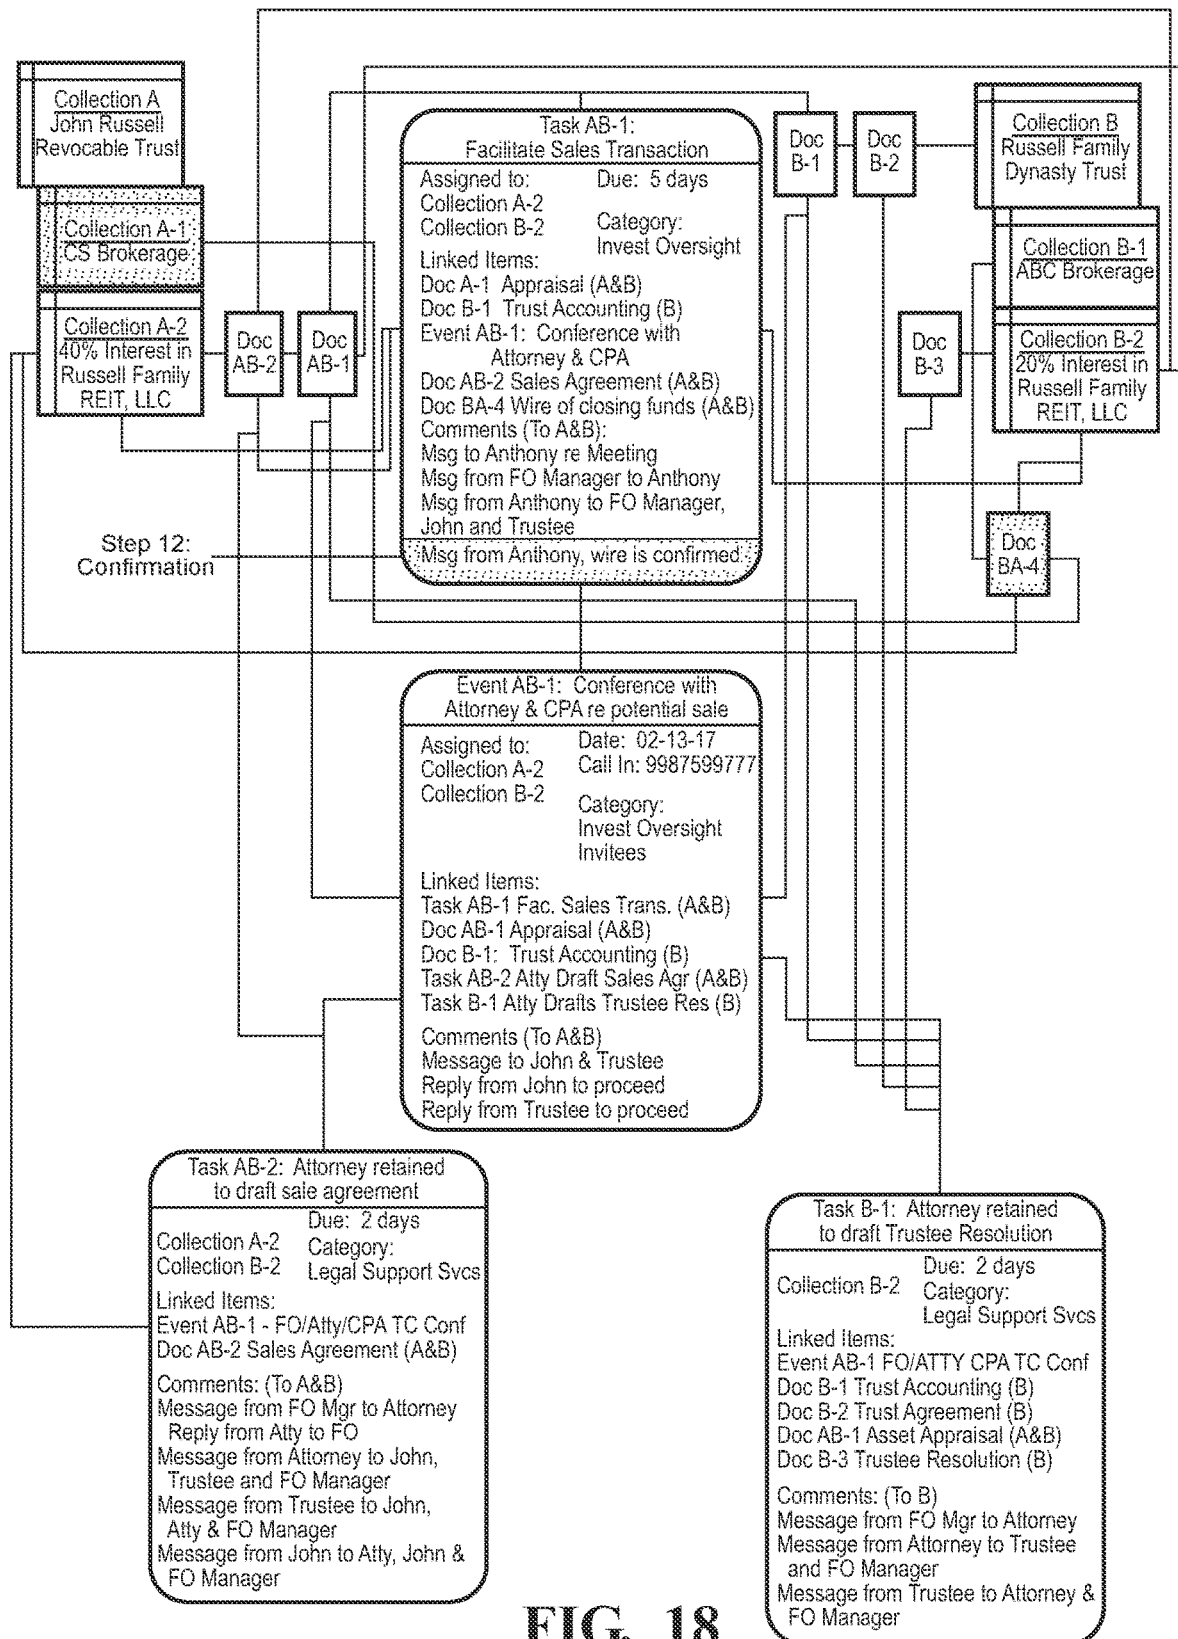 Collection A
John Russell
Revocable Trust
Collection A-1
CS Brokerage
Collection A-2
40% Interest in
Russell Family
REIT, LLC
Doc
AB-2
Doc
AB-1
Task AB-1:
Facilitate Sales Transaction
Assigned to:
Collection A-2
Collection B-2
Due: 5 days
Category:
Invest Oversight
Linked Items:
Doc A-1 Appraisal (A&B)
Doc B-1 Trust Accounting (B)
Event AB-1: Conference with
Attorney & CPA
Doc AB-2 Sales Agreement (A&B)
Doc BA-4 Wire of closing funds (A&B)
Comments (To A&B):
Msg to Anthony re Meeting
Msg from FO Manager to Anthony
Msg from Anthony to FO Manager,
John and Trustee
Msg from Anthony, wire is confirmed
Step 12:
Confirmation
Doc
B-1
Doc
B-2
Collection B
Russell Family
Dynasty Trust
Collection B-1
ABC Brokerage
Collection B-2
20% Interest in
Russell Family
REIT, LLC
Doc
B-3
Doc
BA-4
Event AB-1: Conference with
Attorney & CPA re potential sale
Assigned to:
Collection A-2
Collection B-2
Date: 02-13-17
Call In: 9987599777
Category:
Invest Oversight
Invitees
Linked Items:
Task AB-1 Fac. Sales Trans. (A&B)
Doc AB-1 Appraisal (A&B)
Doc B-1: Trust Accounting (B)
Task AB-2 Atty Draft Sales Agr (A&B)
Task B-1 Atty Drafts Trustee Res (B)
Comments (To A&B)
Message to John & Trustee
Reply from John to proceed
Reply from Trustee to proceed
Task AB-2: Attorney retained
to draft sale agreement
Collection A-2
Collection B-2
Due: 2 days
Category:
Legal Support Svcs
Linked Items:
Event AB-1 - FO/Atty/CPA TC Conf
Doc AB-2 Sales Agreement (A&B)
Comments: (To A&B)
Message from FO Mgr to Attorney
Reply from Atty to FO
Message from Attorney to John,
Trustee and FO Manager
Message from Trustee to John,
Atty & FO Manager
Message from John to Atty, John &
FO Manager
Task B-1: Attorney retained
to draft Trustee Resolution
Collection B-2
Due: 2 days
Category:
Legal Support Svcs
Linked Items:
Event AB-1 FO/ATTY CPA TC Conf
Doc B-1 Trust Accounting (B)
Doc B-2 Trust Agreement (B)
Doc AB-1 Asset Appraisal (A&B)
Doc B-3 Trustee Resolution (B)
Comments: (To B)
Message from FO Mgr to Attorney
Message from Attorney to Trustee
and FO Manager
Message from Trustee to Attorney &
FO Manager
FIG. 18